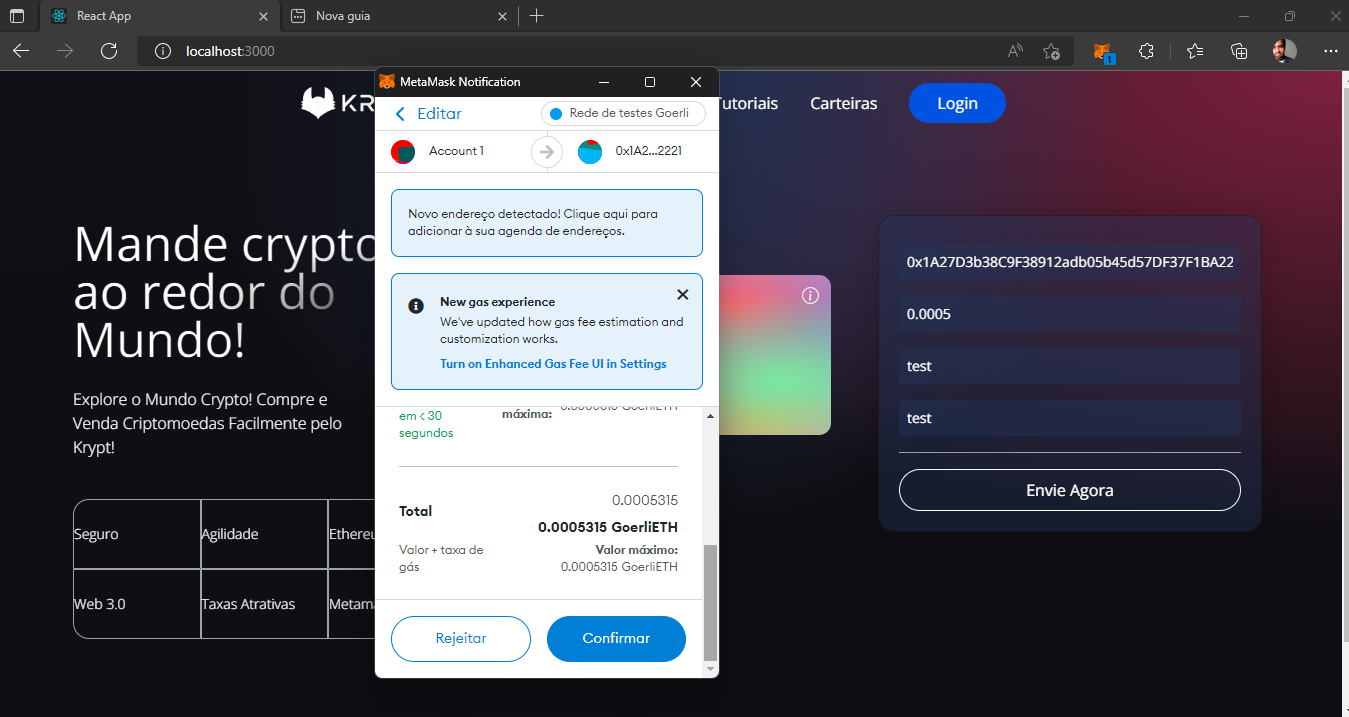 React App
Nova guia
localhost:3000
1
MetaMask Notification
Editar
Rede de testes Goerli
Account 1
0x1A2...2221
Novo endereço detectado! Clique aqui para
adicionar à sua agenda de endereços.
New gas experience
We've updated how gas fee estimation and
customization works.
Turn on Enhanced Gas Fee UI in Settings
em < 30
segundos
máxima:
Total
0.0005315
0.0005315 GoerliETH
Valor + taxa de
gás
Valor máximo:
0.0005315 GoerliETH
Rejeitar
Confirmar
KR
Tutoriais
Carteiras
Login
Mande crypto
ao redor do
Mundo!
Explore o Mundo Crypto! Compre e
Venda Criptomoedas Facilmente pelo
Krypt!
Seguro
Agilidade
Ethereu
Web 3.0
Taxas Atrativas
Metama
0x1A27D3b38C9F38912adb05b45d57DF37F1BA22
0.0005
test
test
Envie Agora